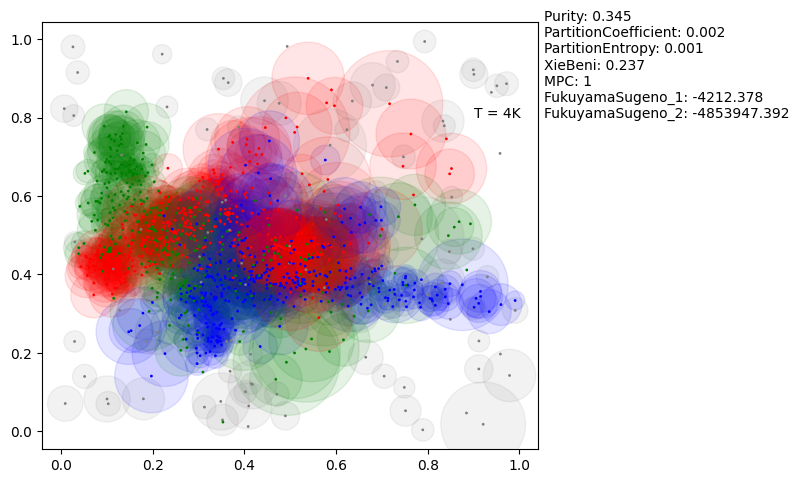 Purity: 0.345
PartitionCoefficient: 0.002
PartitionEntropy: 0.001
XieBeni: 0.237
MPC: 1
FukuyamaSugeno_1: -4212.378
FukuyamaSugeno_2: -4853947.392
T = 4K
1.0
0.8
0.6
0.4
0.2
0.0
0.0 0.2 0.4 0.6 0.8 1.0